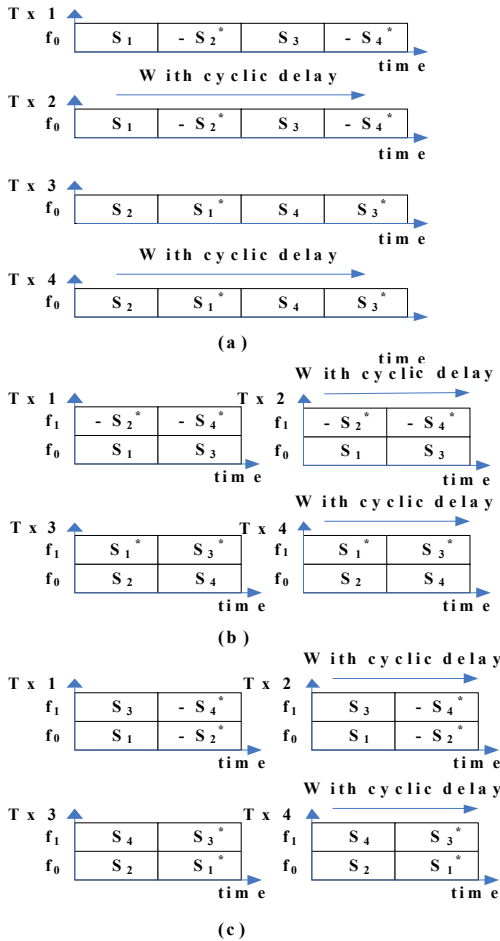 Tx 1
f0 S1 - S2* S3 - S4*
time
With cyclic delay
Tx 2
f0 S1 - S2* S3 - S4*
time
Tx 3
f0 S2 S1* S4 S3*
time
With cyclic delay
Tx 4
f0 S2 S1* S4 S3*
(a)
time
With cyclic delay
Tx 1 Tx 2
f1 - S2* - S4* f1 - S2* - S4*
f0 S1 S3 f0 S1 S3
time time
With cyclic delay
Tx 3 Tx 4
f1 S1* S3* f1 S1* S3*
f0 S2 S4 f0 S2 S4
time time
(b)
With cyclic delay
Tx 1 Tx 2
f1 S3 - S4* f1 S3 - S4*
f0 S1 - S2* f0 S1 - S2*
time time
With cyclic delay
Tx 3 Tx 4
f1 S4 S3* f1 S4 S3*
f0 S2 S1* f0 S2 S1*
time time
(c)